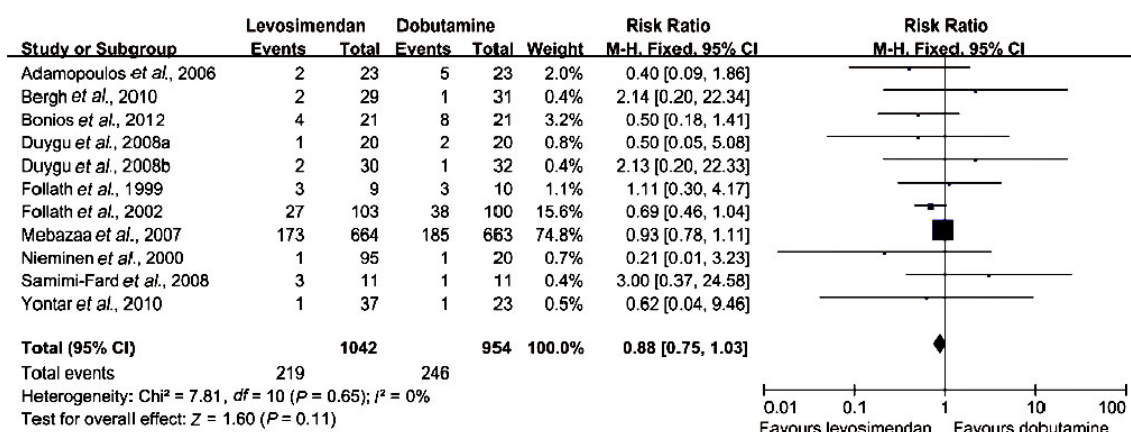 Levosimendan Dobutamine Risk Ratio Risk Ratio
Study or Subgroup Events Total Events Total Weight M-H. Fixed. 95% CI M-H. Fixed. 95% CI
Adamopoulos et al., 2006 2 23 5 23 2.0% 0.40 [0.09, 1.86]
Bergh et al., 2010 2 29 1 31 0.4% 2.14 [0.20, 22.34]
Bonios et al., 2012 4 21 8 21 3.2% 0.50 [0.18, 1.41]
Duygu et al., 2008a 1 20 2 20 0.8% 0.50 [0.05, 5.08]
Duygu et al., 2008b 2 30 1 32 0.4% 2.13 [0.20, 22.33]
Follath et al., 1999 3 9 3 10 1.1% 1.11 [0.30, 4.17]
Follath et al., 2002 27 103 38 100 15.6% 0.69 [0.46, 1.04]
Mebazaa et al., 2007 173 664 185 663 74.8% 0.93 [0.78, 1.11]
Nieminen et al., 2000 1 95 1 20 0.7% 0.21 [0.01, 3.23]
Samimi-Fard et al., 2008 3 11 1 11 0.4% 3.00 [0.37, 24.58]
Yontar et al., 2010 1 37 1 23 0.5% 0.62 [0.04, 9.46]
Total (95% CI) 1042 954 100.0% 0.88 [0.75, 1.03]
Total events 219 246
Heterogeneity: Chi² = 7.81, df = 10 (P = 0.65); I² = 0%
Test for overall effect: Z = 1.60 (P = 0.11)
0.01 0.1 1 10 100
Favours levosimendan Favours dobutamine